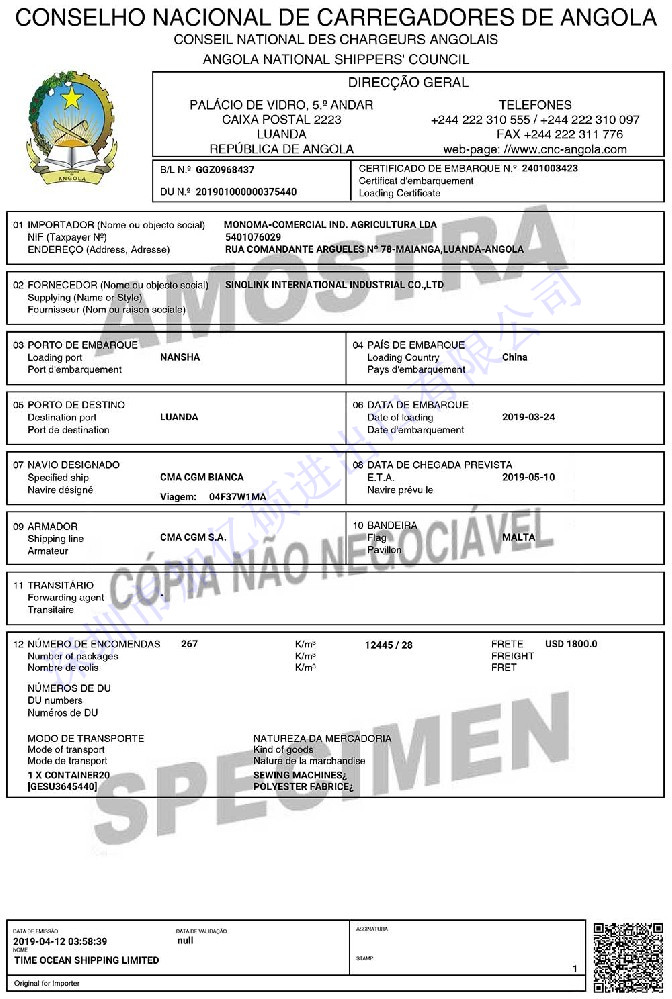 CONSELHO NACIONAL DE CARREGADORES DE ANGOLA
CONSEIL NATIONAL DES CHARGEURS ANGOLAIS
ANGOLA NATIONAL SHIPPERS' COUNCIL
DIRECÇÃO GERAL
PALÁCIO DE VIDRO, 5.º ANDAR
CAIXA POSTAL 2223
LUANDA
REPÚBLICA DE ANGOLA
TELEFONES
+244 222 310 555 / +244 222 310 097
FAX +244 222 311 776
web-page: //www.cnc-angola.com
ANGOLA
B/L N.º GGZ0968437
DU N.º 201901000000375440
CERTIFICADO DE EMBARQUE N.º 2401003423
Certificat d'embarquement
Loading Certificate
01 IMPORTADOR (Nome ou objecto social) MONOMA-COMERCIAL IND. AGRICULTURA LDA
NIF (Taxpayer Nº) 5401076029
ENDEREÇO (Address, Adresse) RUA COMANDANTE ARGUELES Nº 78-MAIANGA,LUANDA-ANGOLA
AMOSTRA
02 FORNECEDOR (Nome ou objecto social) SINOLINK INTERNATIONAL INDUSTRIAL CO.,LTD
Supplying (Name or Style)
Fournisseur (Nom ou raison sociale)
03 PORTO DE EMBARQUE
Loading port NANSHA
Port d'embarquement
04 PAÍS DE EMBARQUE
Loading Country China
Pays d'embarquement
05 PORTO DE DESTINO
Destination port LUANDA
Port de destination
06 DATA DE EMBARQUE
Date of loading 2019-03-24
Date d'embarquement
07 NAVIO DESIGNADO
Specified ship CMA CGM BIANCA
Navire désigné
Viagem: 04F37W1MA
08 DATA DE CHEGADA PREVISTA
E.T.A. 2019-05-10
Navire prévu le
09 ARMADOR
Shipping line CMA CGM S.A.
Armateur
10 BANDEIRA
Flag MALTA
Pavillon
CÓPIA NÃO NEGOCIÁVEL
11 TRANSITÁRIO
Forwarding agent
Transitaire
12 NÚMERO DE ENCOMENDAS 267 K/m³ 12445 / 28 FRETE USD 1800.0
Number of packages K/m³ FREIGHT
Nombre de colis K/m³ FRET
NÚMEROS DE DU
DU numbers
Numéros de DU
MODO DE TRANSPORTE
Mode of transport
Mode de transport
1 X CONTAINER20
[GESU3645440]
NATUREZA DA MERCADORIA
Kind of goods
Nature de la marchandise
SEWING MACHINES¿
POLYESTER FABRICE¿
SPECIMEN
DATA DE EMISSÃO
2019-04-12 03:58:39
NOME
TIME OCEAN SHIPPING LIMITED
DATA DE VALIDAÇÃO
null
ASSINATURA
STAMP
1
Original for Importer